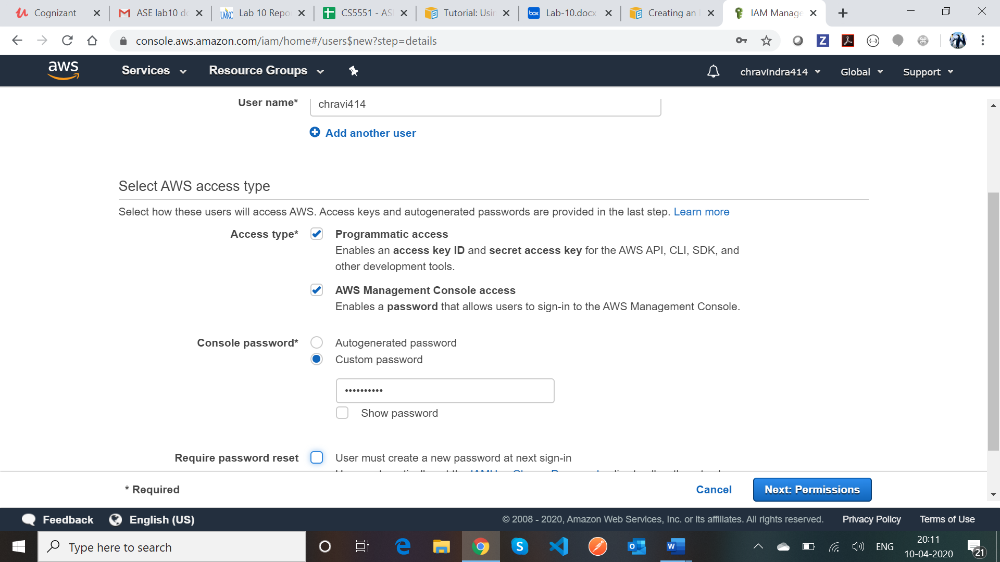 Cognizant
ASE lab10 dc
Lab 10 Repo
CS5551 - AS
Tutorial: Usin
Lab-10.docx
Creating an
IAM Manage
console.aws.amazon.com/iam/home#/users$new?step=details
aws
Services
Resource Groups
chravindra414
Global
Support
User name*
chravi414
Add another user
Select AWS access type
Select how these users will access AWS. Access keys and autogenerated passwords are provided in the last step. Learn more
Access type*
Programmatic access
Enables an access key ID and secret access key for the AWS API, CLI, SDK, and
other development tools.
AWS Management Console access
Enables a password that allows users to sign-in to the AWS Management Console.
Console password*
Autogenerated password
Custom password
••••••••••
Show password
Require password reset
User must create a new password at next sign-in
* Required
Cancel
Next: Permissions
Feedback
English (US)
© 2008 - 2020, Amazon Web Services, Inc. or its affiliates. All rights reserved.
Privacy Policy
Terms of Use
Type here to search
ENG
20:11
10-04-2020
21